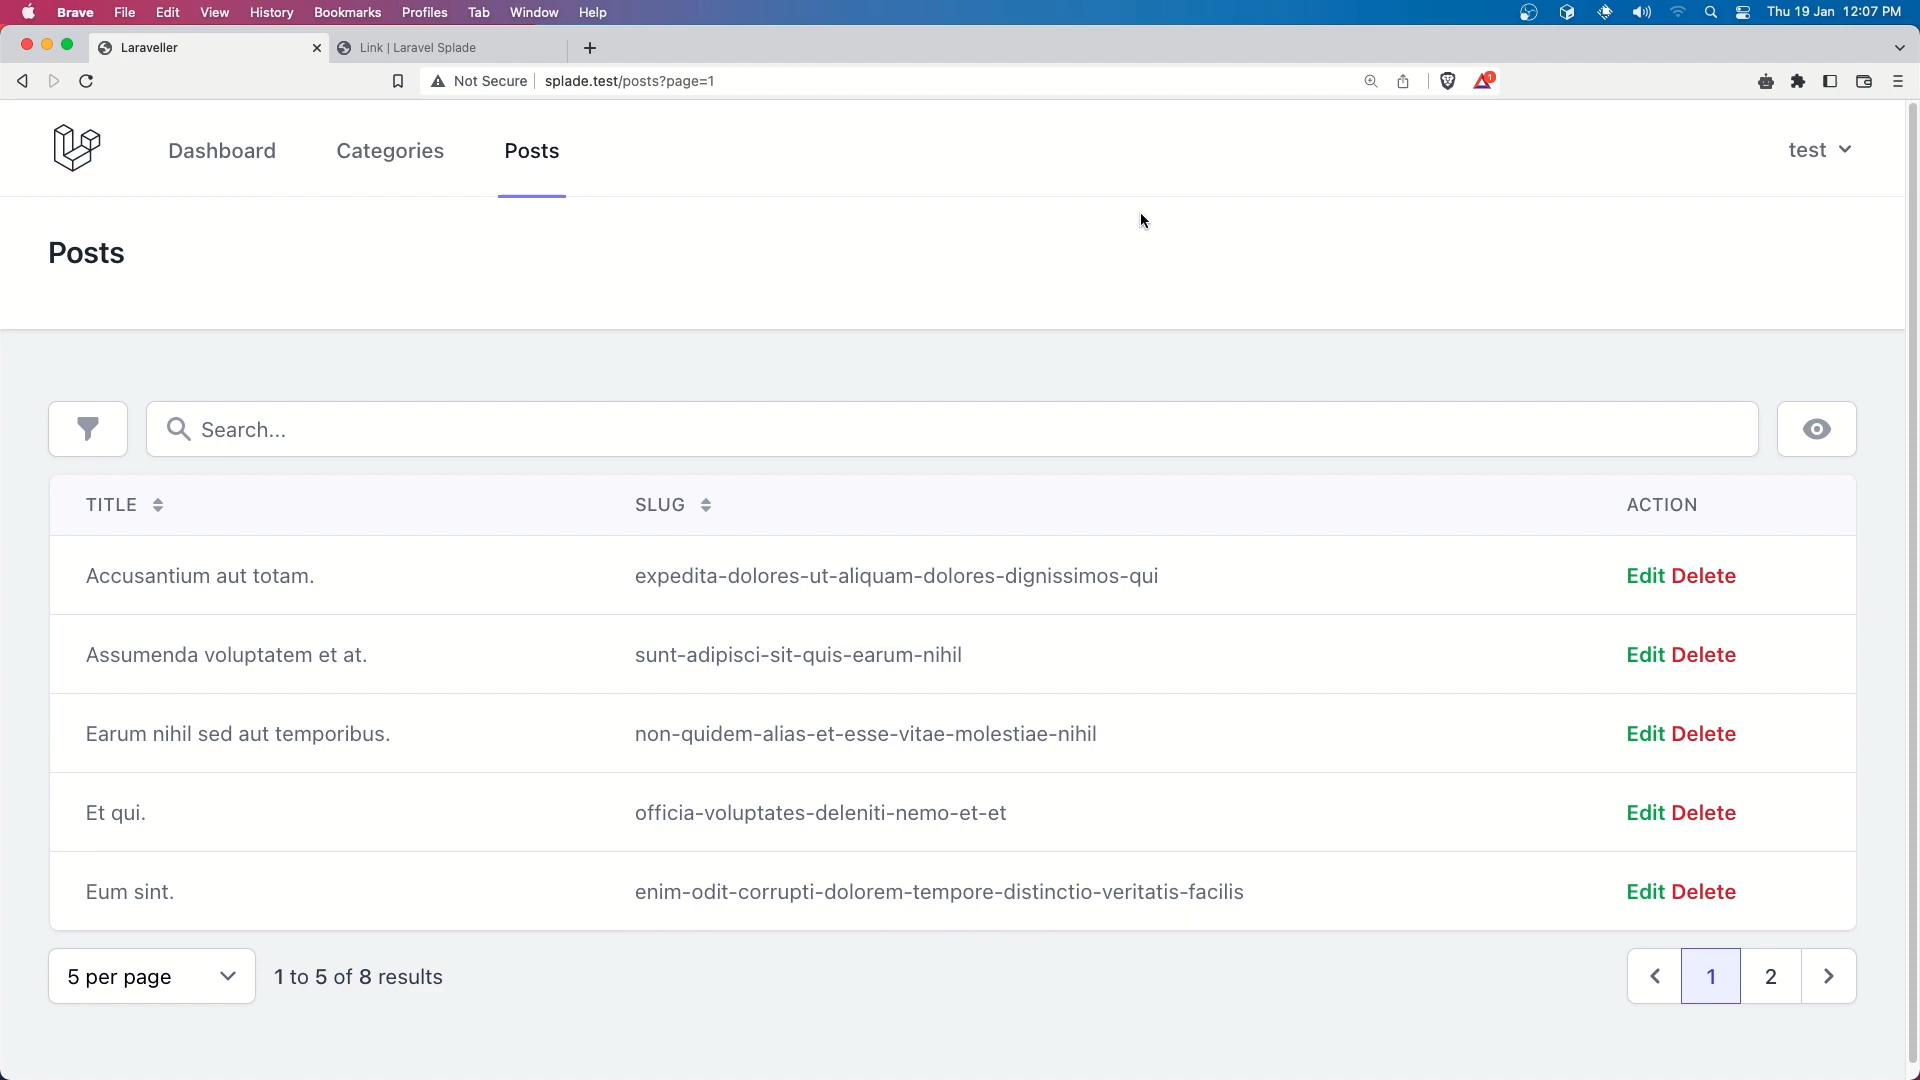 Brave File Edit View History Bookmarks Profiles Tab Window Help Thu 19 Jan 12:07 PM
Laraveller Link | Laravel Splade
Not Secure splade.test/posts?page=1 1
Dashboard Categories Posts test
Posts
Search...
TITLE SLUG ACTION
Accusantium aut totam. expedita-dolores-ut-aliquam-dolores-dignissimos-qui Edit Delete
Assumenda voluptatem et at. sunt-adipisci-sit-quis-earum-nihil Edit Delete
Earum nihil sed aut temporibus. non-quidem-alias-et-esse-vitae-molestiae-nihil Edit Delete
Et qui. officia-voluptates-deleniti-nemo-et-et Edit Delete
Eum sint. enim-odit-corrupti-dolorem-tempore-distinctio-veritatis-facilis Edit Delete
5 per page 1 to 5 of 8 results 1 2